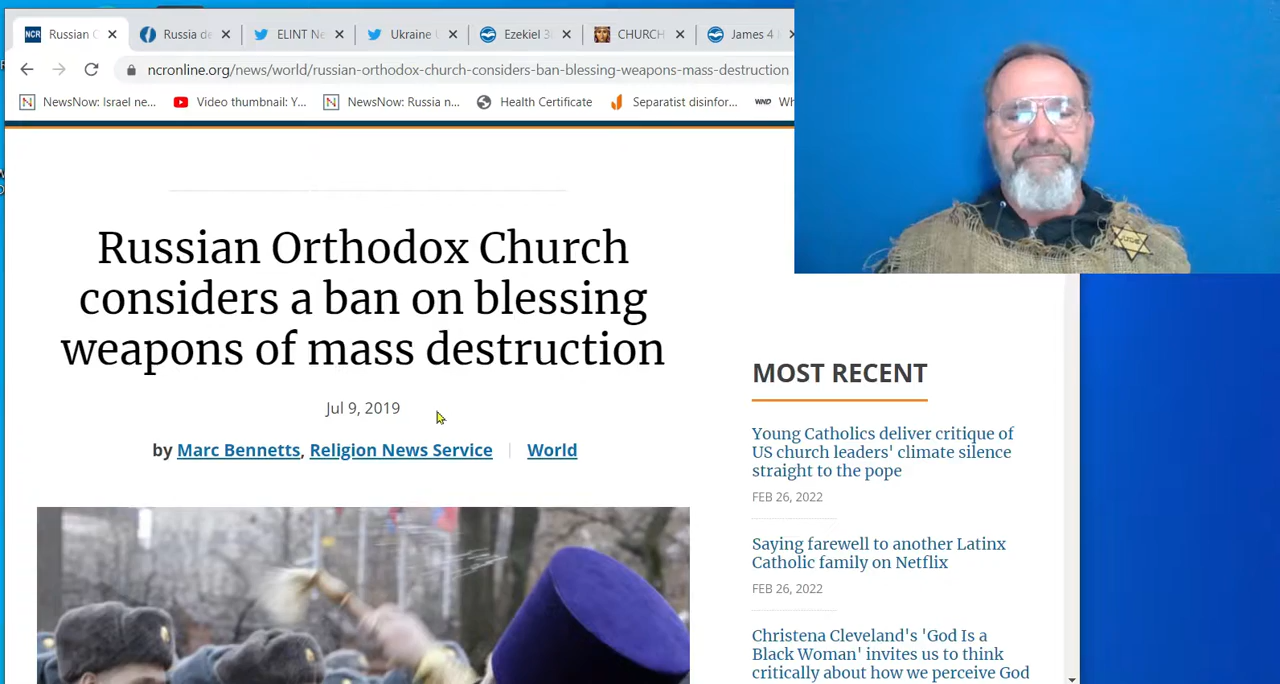 NCR Russian C
Russia de
ELINT Ne
Ukraine
Ezekiel 3
CHURCH
James 4
ncronline.org/news/world/russian-orthodox-church-considers-ban-blessing-weapons-mass-destruction
NewsNow: Israel ne...
Video thumbnail: Y...
NewsNow: Russia n...
Health Certificate
Separatist disinfor...
WND Wh
Russian Orthodox Church
considers a ban on blessing
weapons of mass destruction
Jul 9, 2019
by Marc Bennetts, Religion News Service | World
MOST RECENT
Young Catholics deliver critique of
US church leaders' climate silence
straight to the pope
FEB 26, 2022
Saying farewell to another Latinx
Catholic family on Netflix
FEB 26, 2022
Christena Cleveland's 'God Is a
Black Woman' invites us to think
critically about how we perceive God